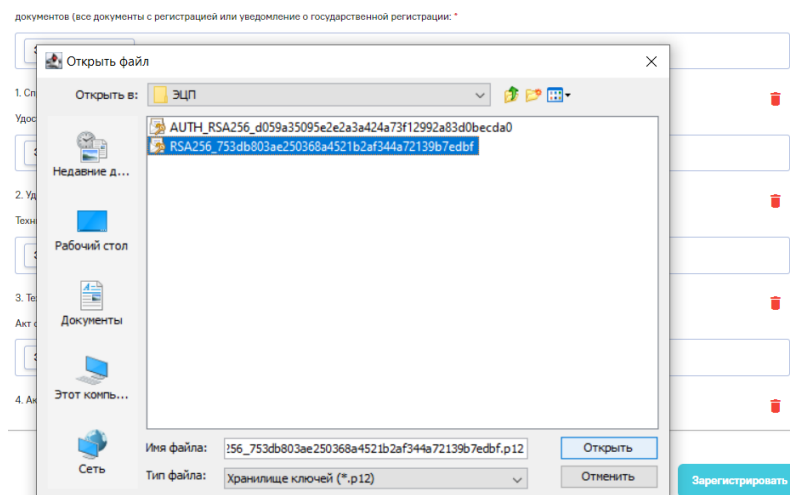 документов (все документы с регистрацией или уведомление о государственной регистрации: *
Открыть файл
Открыть в:
ЭЦП
1. Сп
Удос
AUTH_RSA256_d059a35095e2e2a3a424a73f12992a83d0becda0
RSA256_753db803ae250368a4521b2af344a72139b7edbf
Недавние д...
2. Уд
Техн
Рабочий стол
Документы
3. Те
Акт с
Этот компь...
4. Ак
Имя файла:
256_753db803ae250368a4521b2af344a72139b7edbf.p12
Открыть
Сеть
Тип файла:
Хранилище ключей (*.p12)
Отменить
Зарегистрировать